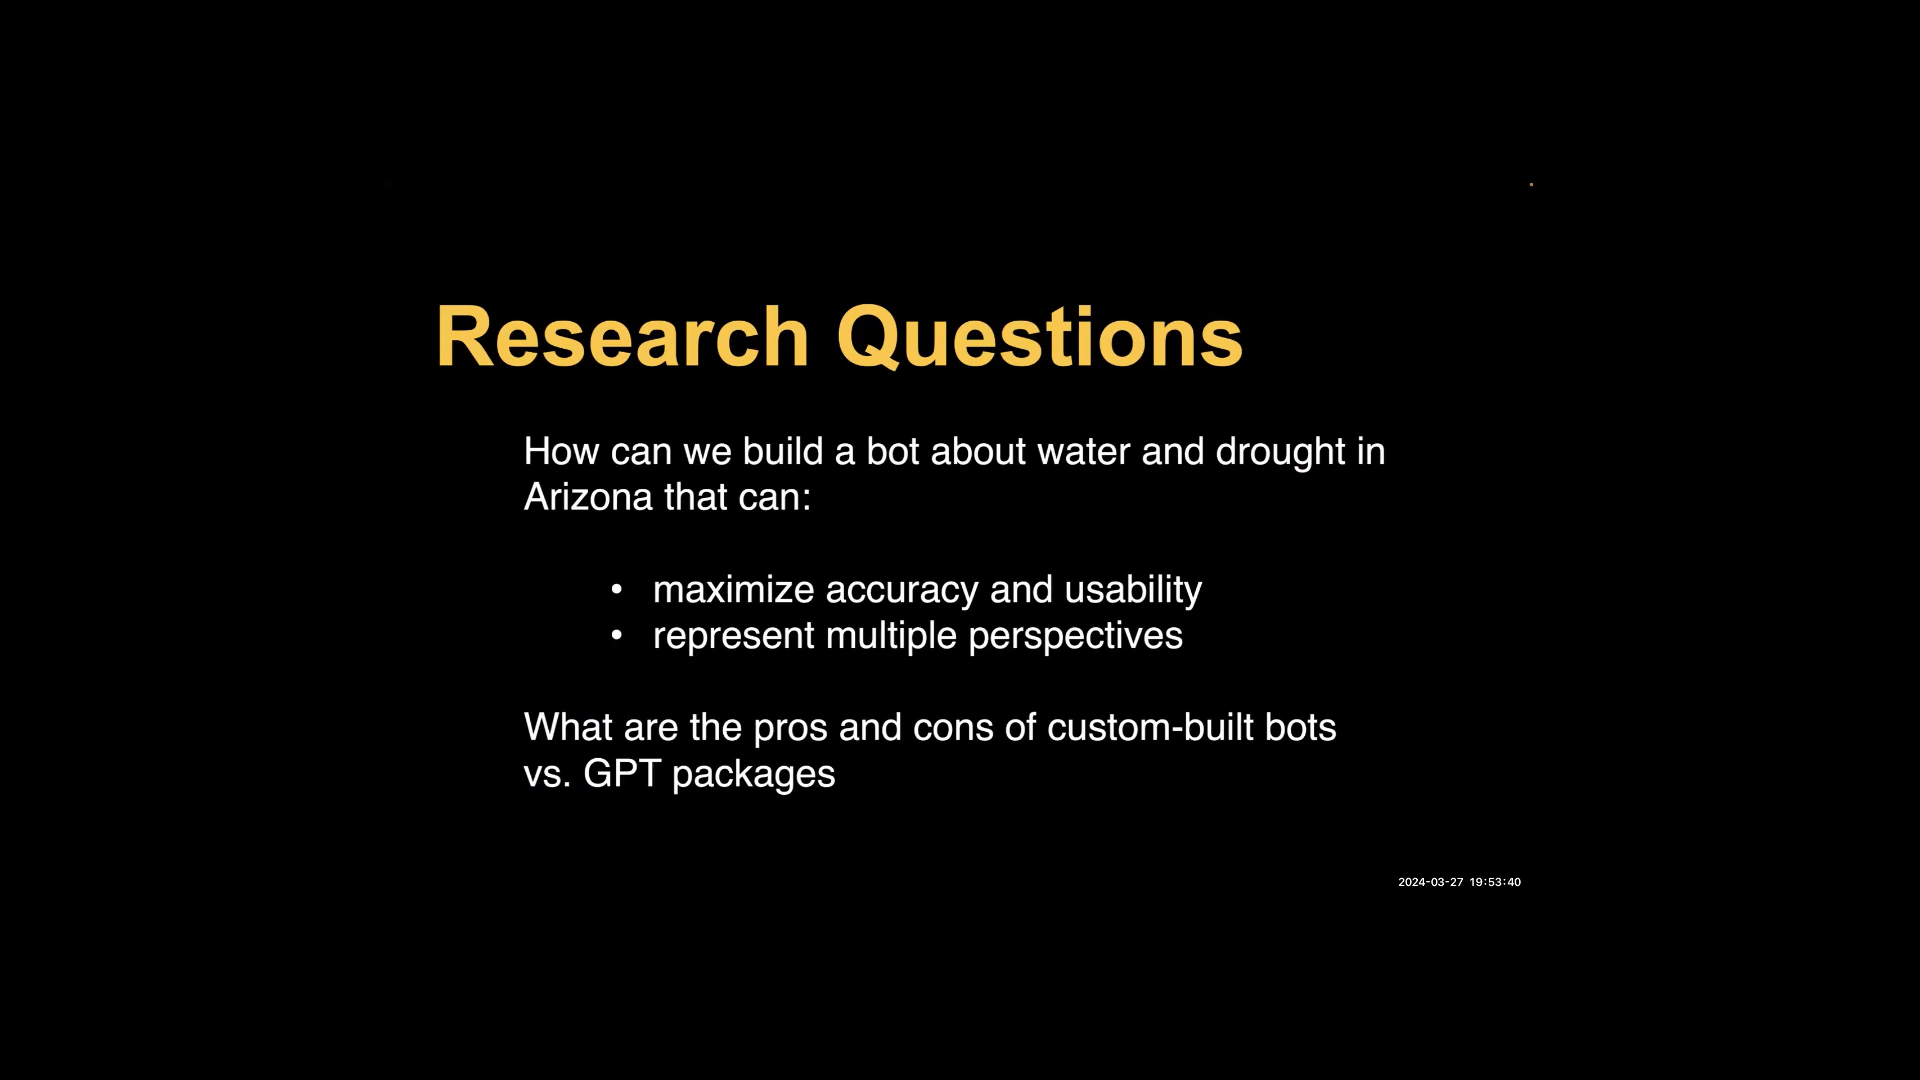 Research Questions
How can we build a bot about water and drought in
Arizona that can:
• maximize accuracy and usability
• represent multiple perspectives
What are the pros and cons of custom-built bots
vs. GPT packages
2024-03-27 19:53:40